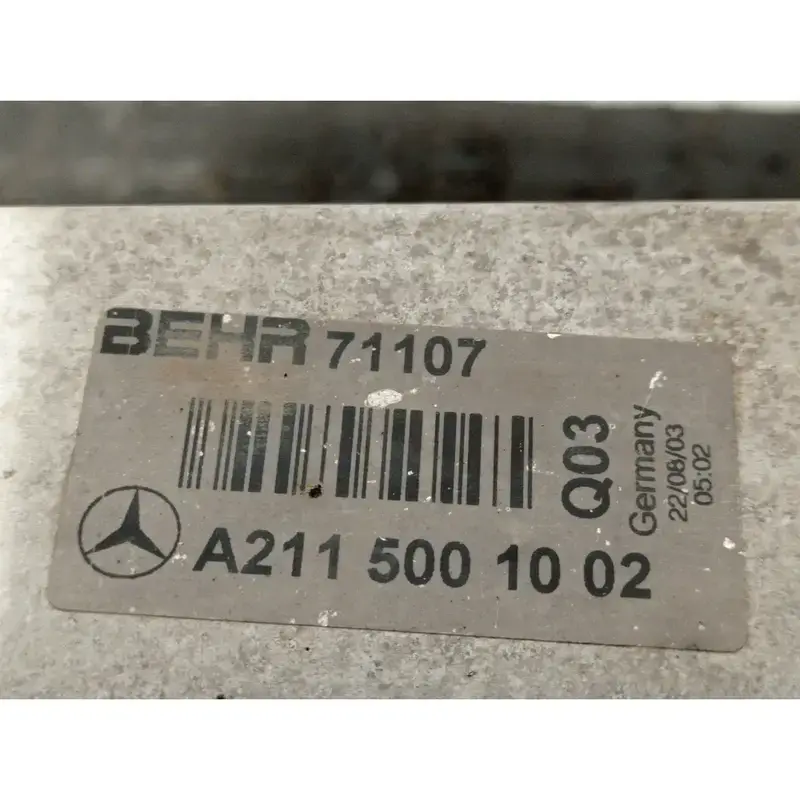 BEHR 71107
Q03
Germany
22/08/03
05:02
A211 500 10 02